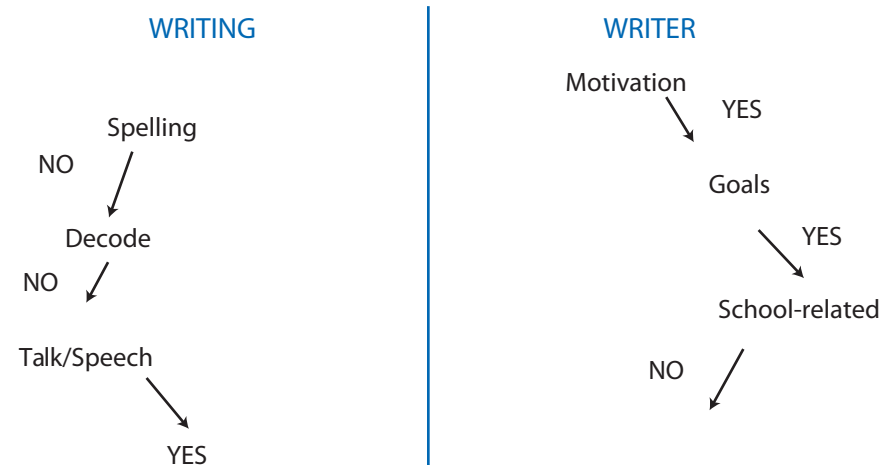 WRITING
Spelling
NO
Decode
NO
Talk/Speech
YES
WRITER
Motivation
YES
Goals
YES
School-related
NO